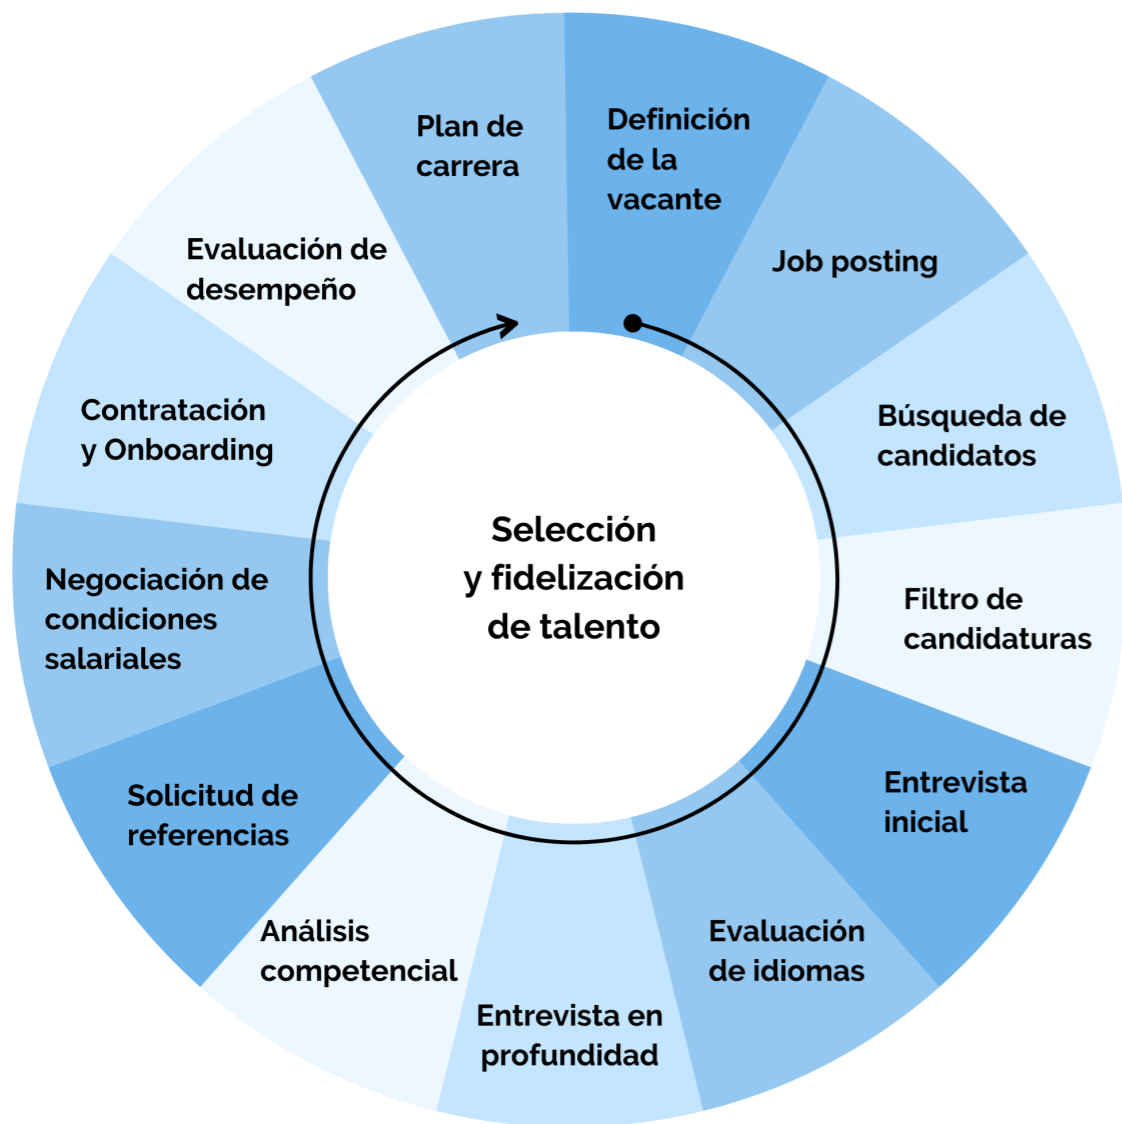 Definición
de la
vacante
Job posting
Búsqueda de
candidatos
Filtro de
candidaturas
Entrevista
inicial
Evaluación
de idiomas
Entrevista en
profundidad
Análisis
competencial
Solicitud de
referencias
Negociación de
condiciones
salariales
Contratación
y Onboarding
Evaluación de
desempeño
Plan de
carrera
Selección
y fidelización
de talento